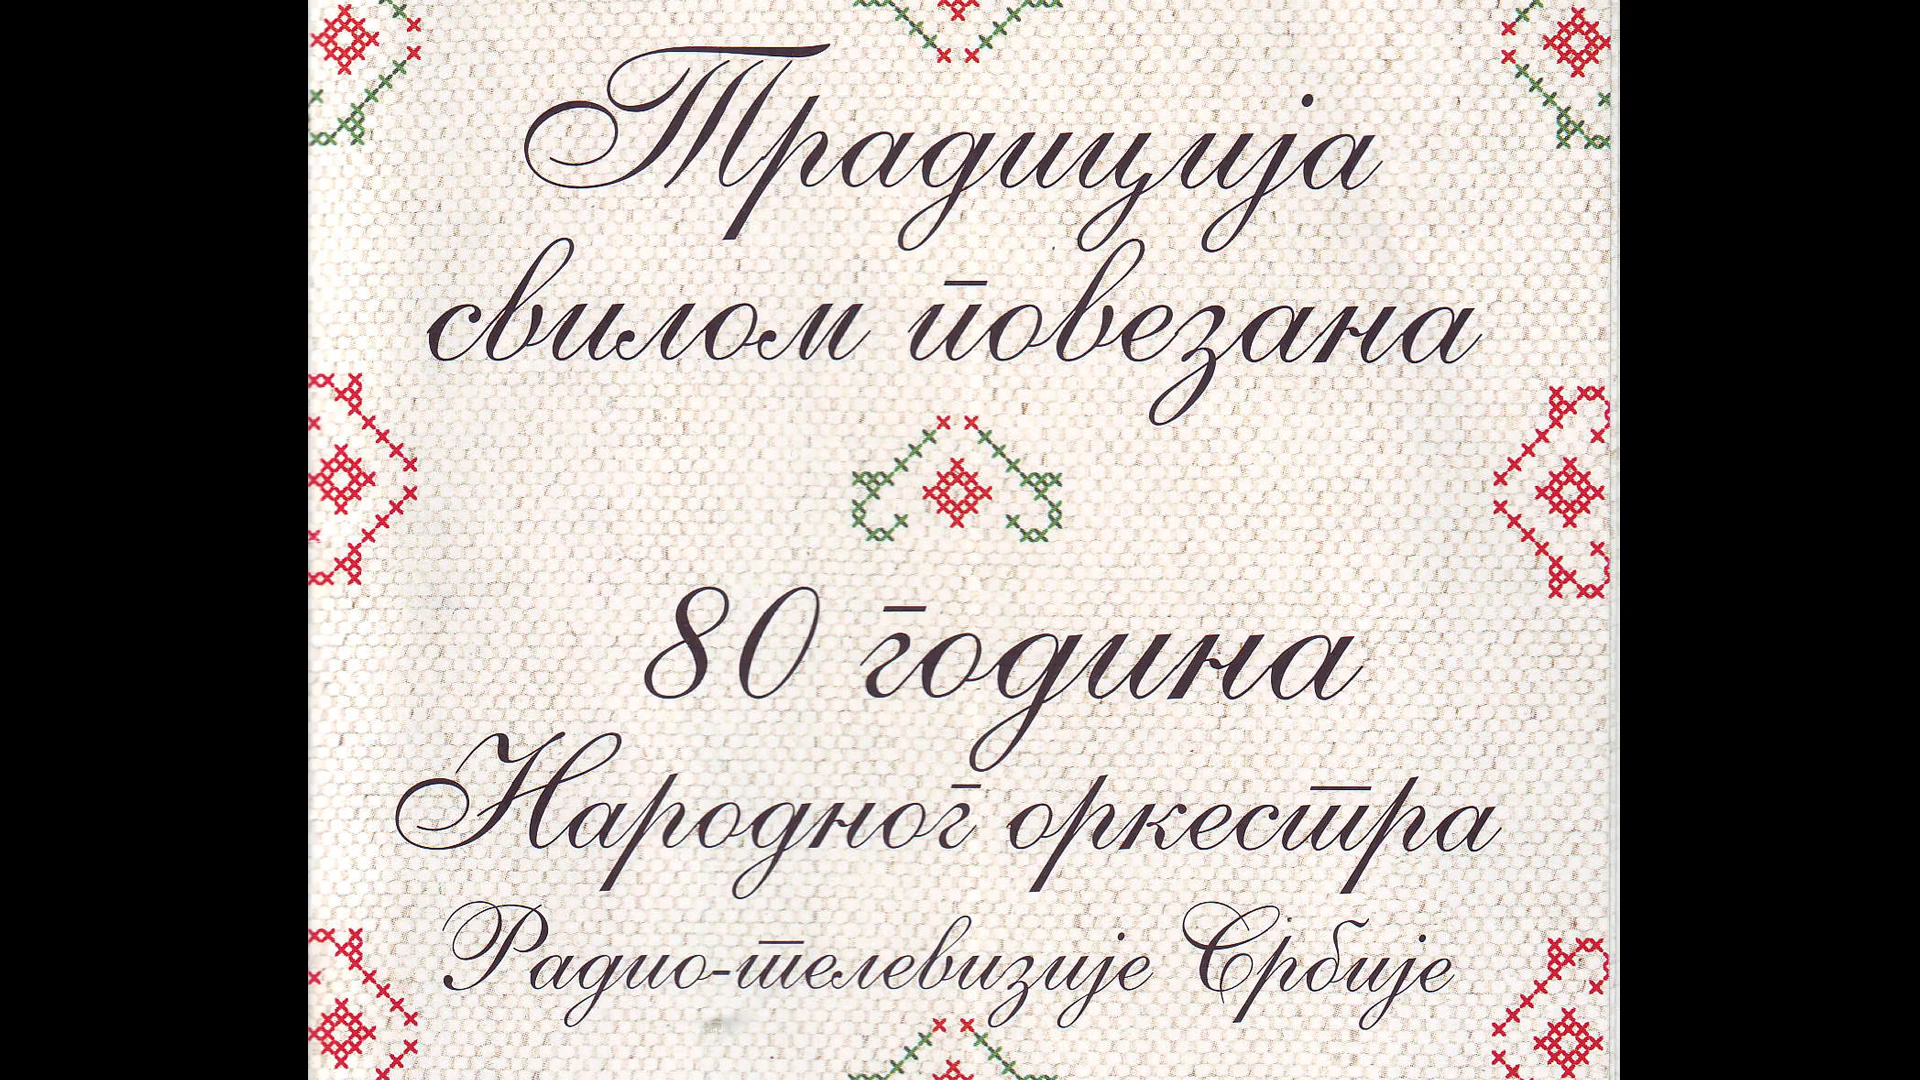 Традиција
свилом повезана
80 година
Народног оркестра
Радио-телевизије Србије